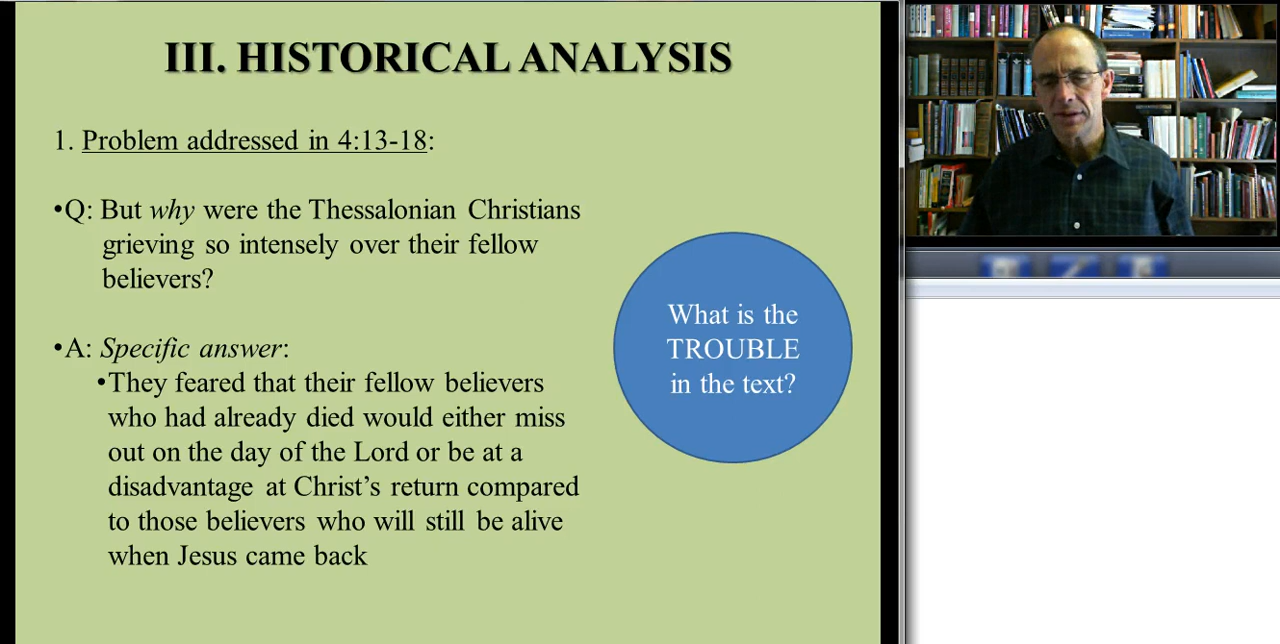 III. HISTORICAL ANALYSIS
1. Problem addressed in 4:13-18:
•Q: But why were the Thessalonian Christians
grieving so intensely over their fellow
believers?
•A: Specific answer:
•They feared that their fellow believers
who had already died would either miss
out on the day of the Lord or be at a
disadvantage at Christ’s return compared
to those believers who will still be alive
when Jesus came back
What is the
TROUBLE
in the text?